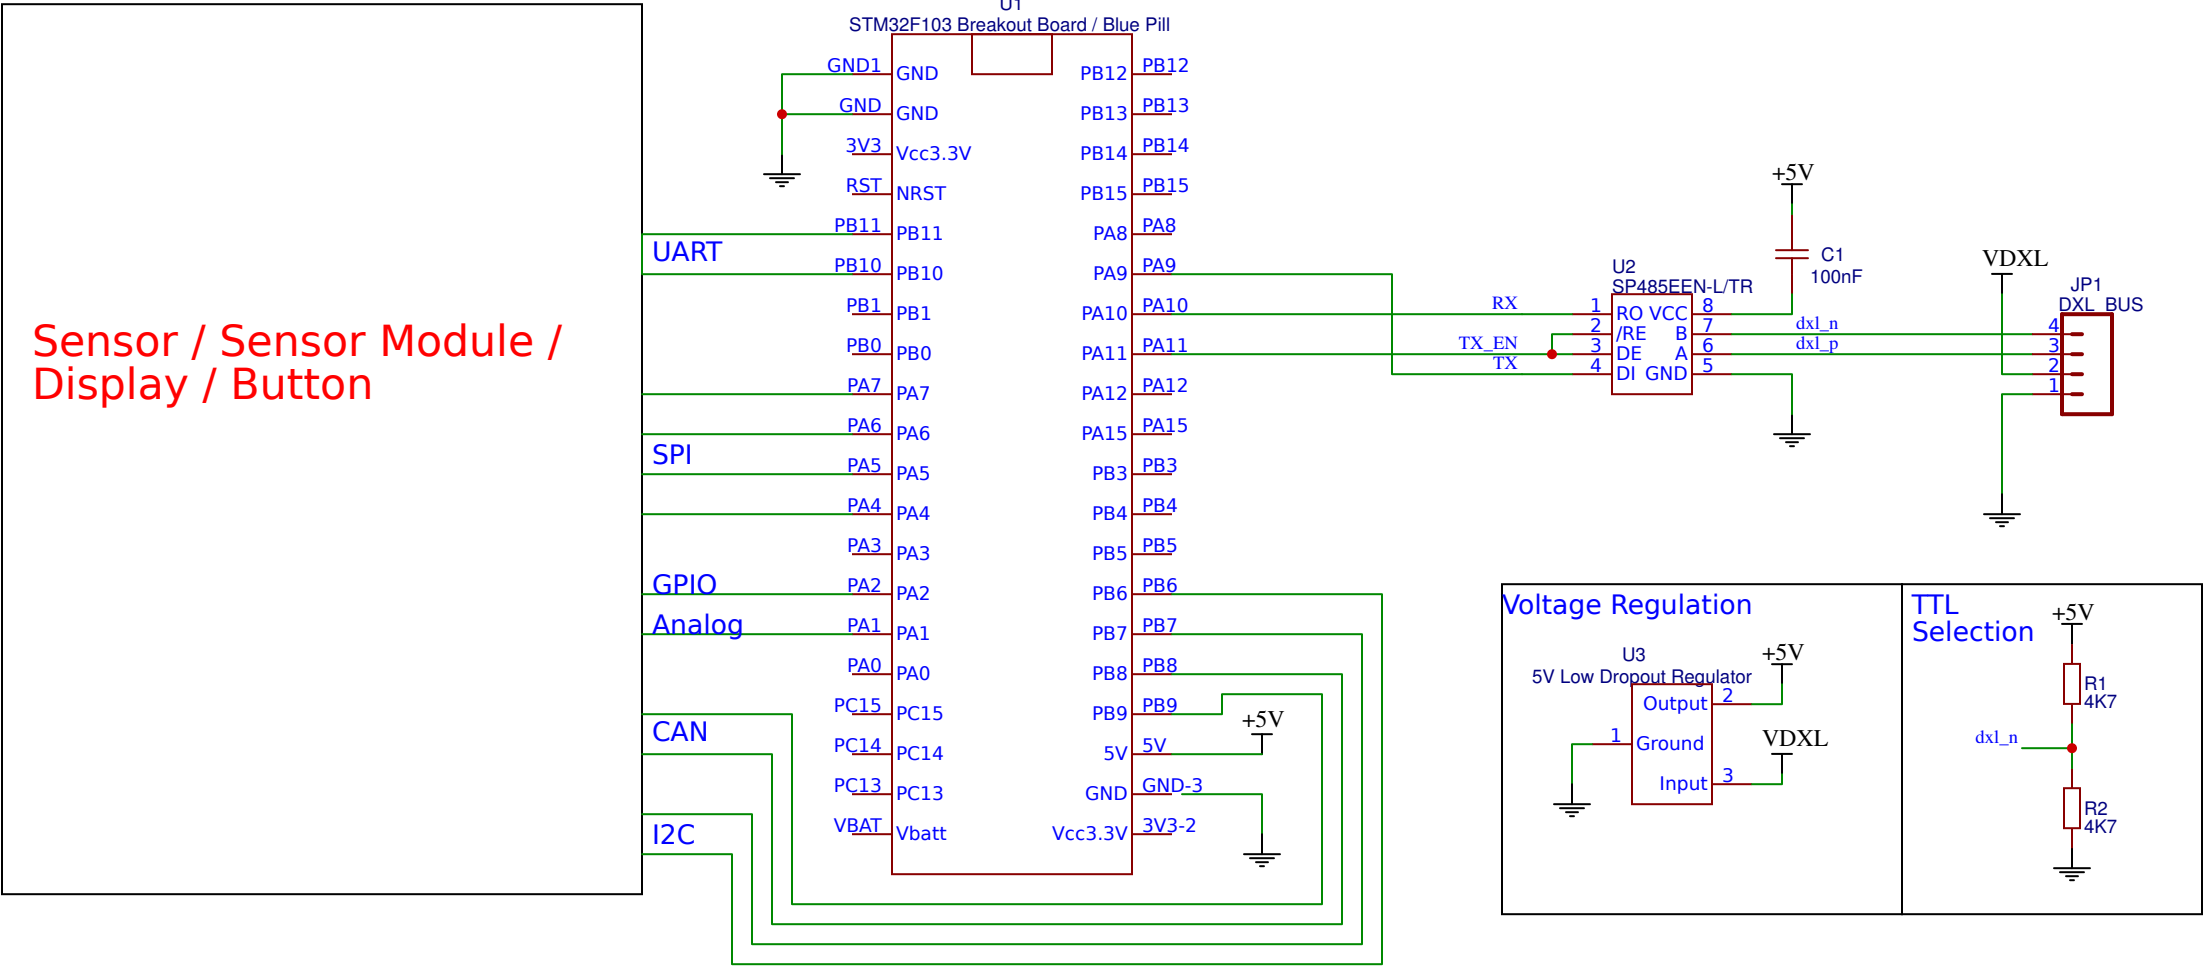 U1
STM32F103 Breakout Board / Blue Pill
GND1 GND PB12 PB12
GND GND PB13 PB13
3V3 Vcc3.3V PB14 PB14
RST NRST PB15 PB15
PB11 PB11 PA8 PA8
UART
PB10 PB10 PA9 PA9
PB1 PB1 PA10 PA10
PB0 PB0 PA11 PA11
PA7 PA7 PA12 PA12
PA6 PA6 PA15 PA15
SPI
PA5 PA5 PB3 PB3
PA4 PA4 PB4 PB4
PA3 PA3 PB5 PB5
GPIO
PA2 PA2 PB6 PB6
Analog
PA1 PA1 PB7 PB7
PA0 PA0 PB8 PB8
PC15 PC15 PB9 PB9
CAN
PC14 PC14 5V 5V
+5V
PC13 PC13 GND GND-3
VBAT Vbatt Vcc3.3V 3V3-2
I2C
Sensor / Sensor Module /
Display / Button
+5V
C1
100nF
U2
SP485EEN-L/TR
RX 1 RO VCC 8
2 /RE B 7 dxl_n
TX_EN 3 DE A 6 dxl_p
TX 4 DI GND 5
VDXL
JP1
DXL_BUS
4
3
2
1
Voltage Regulation
U3
5V Low Dropout Regulator
+5V
Output 2
1 Ground
VDXL
Input 3
TTL
Selection
+5V
R1
4K7
dxl_n
R2
4K7